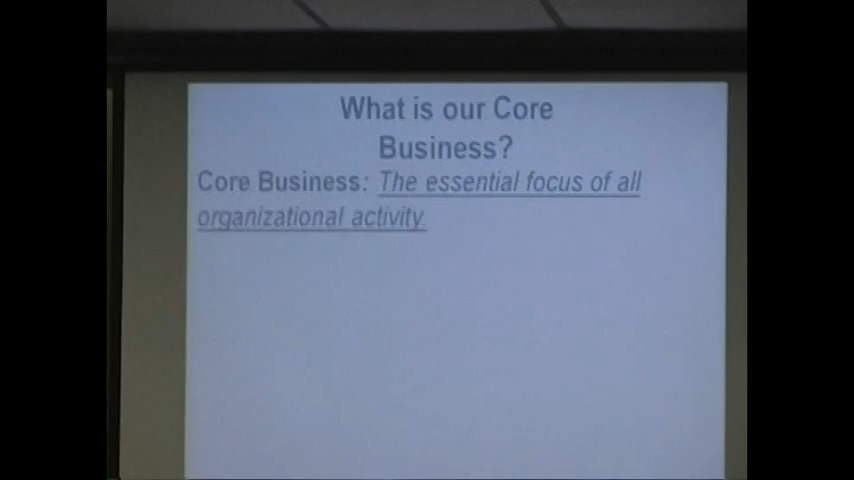 What is our Core
Business?
Core Business: The essential focus of all
organizational activity.